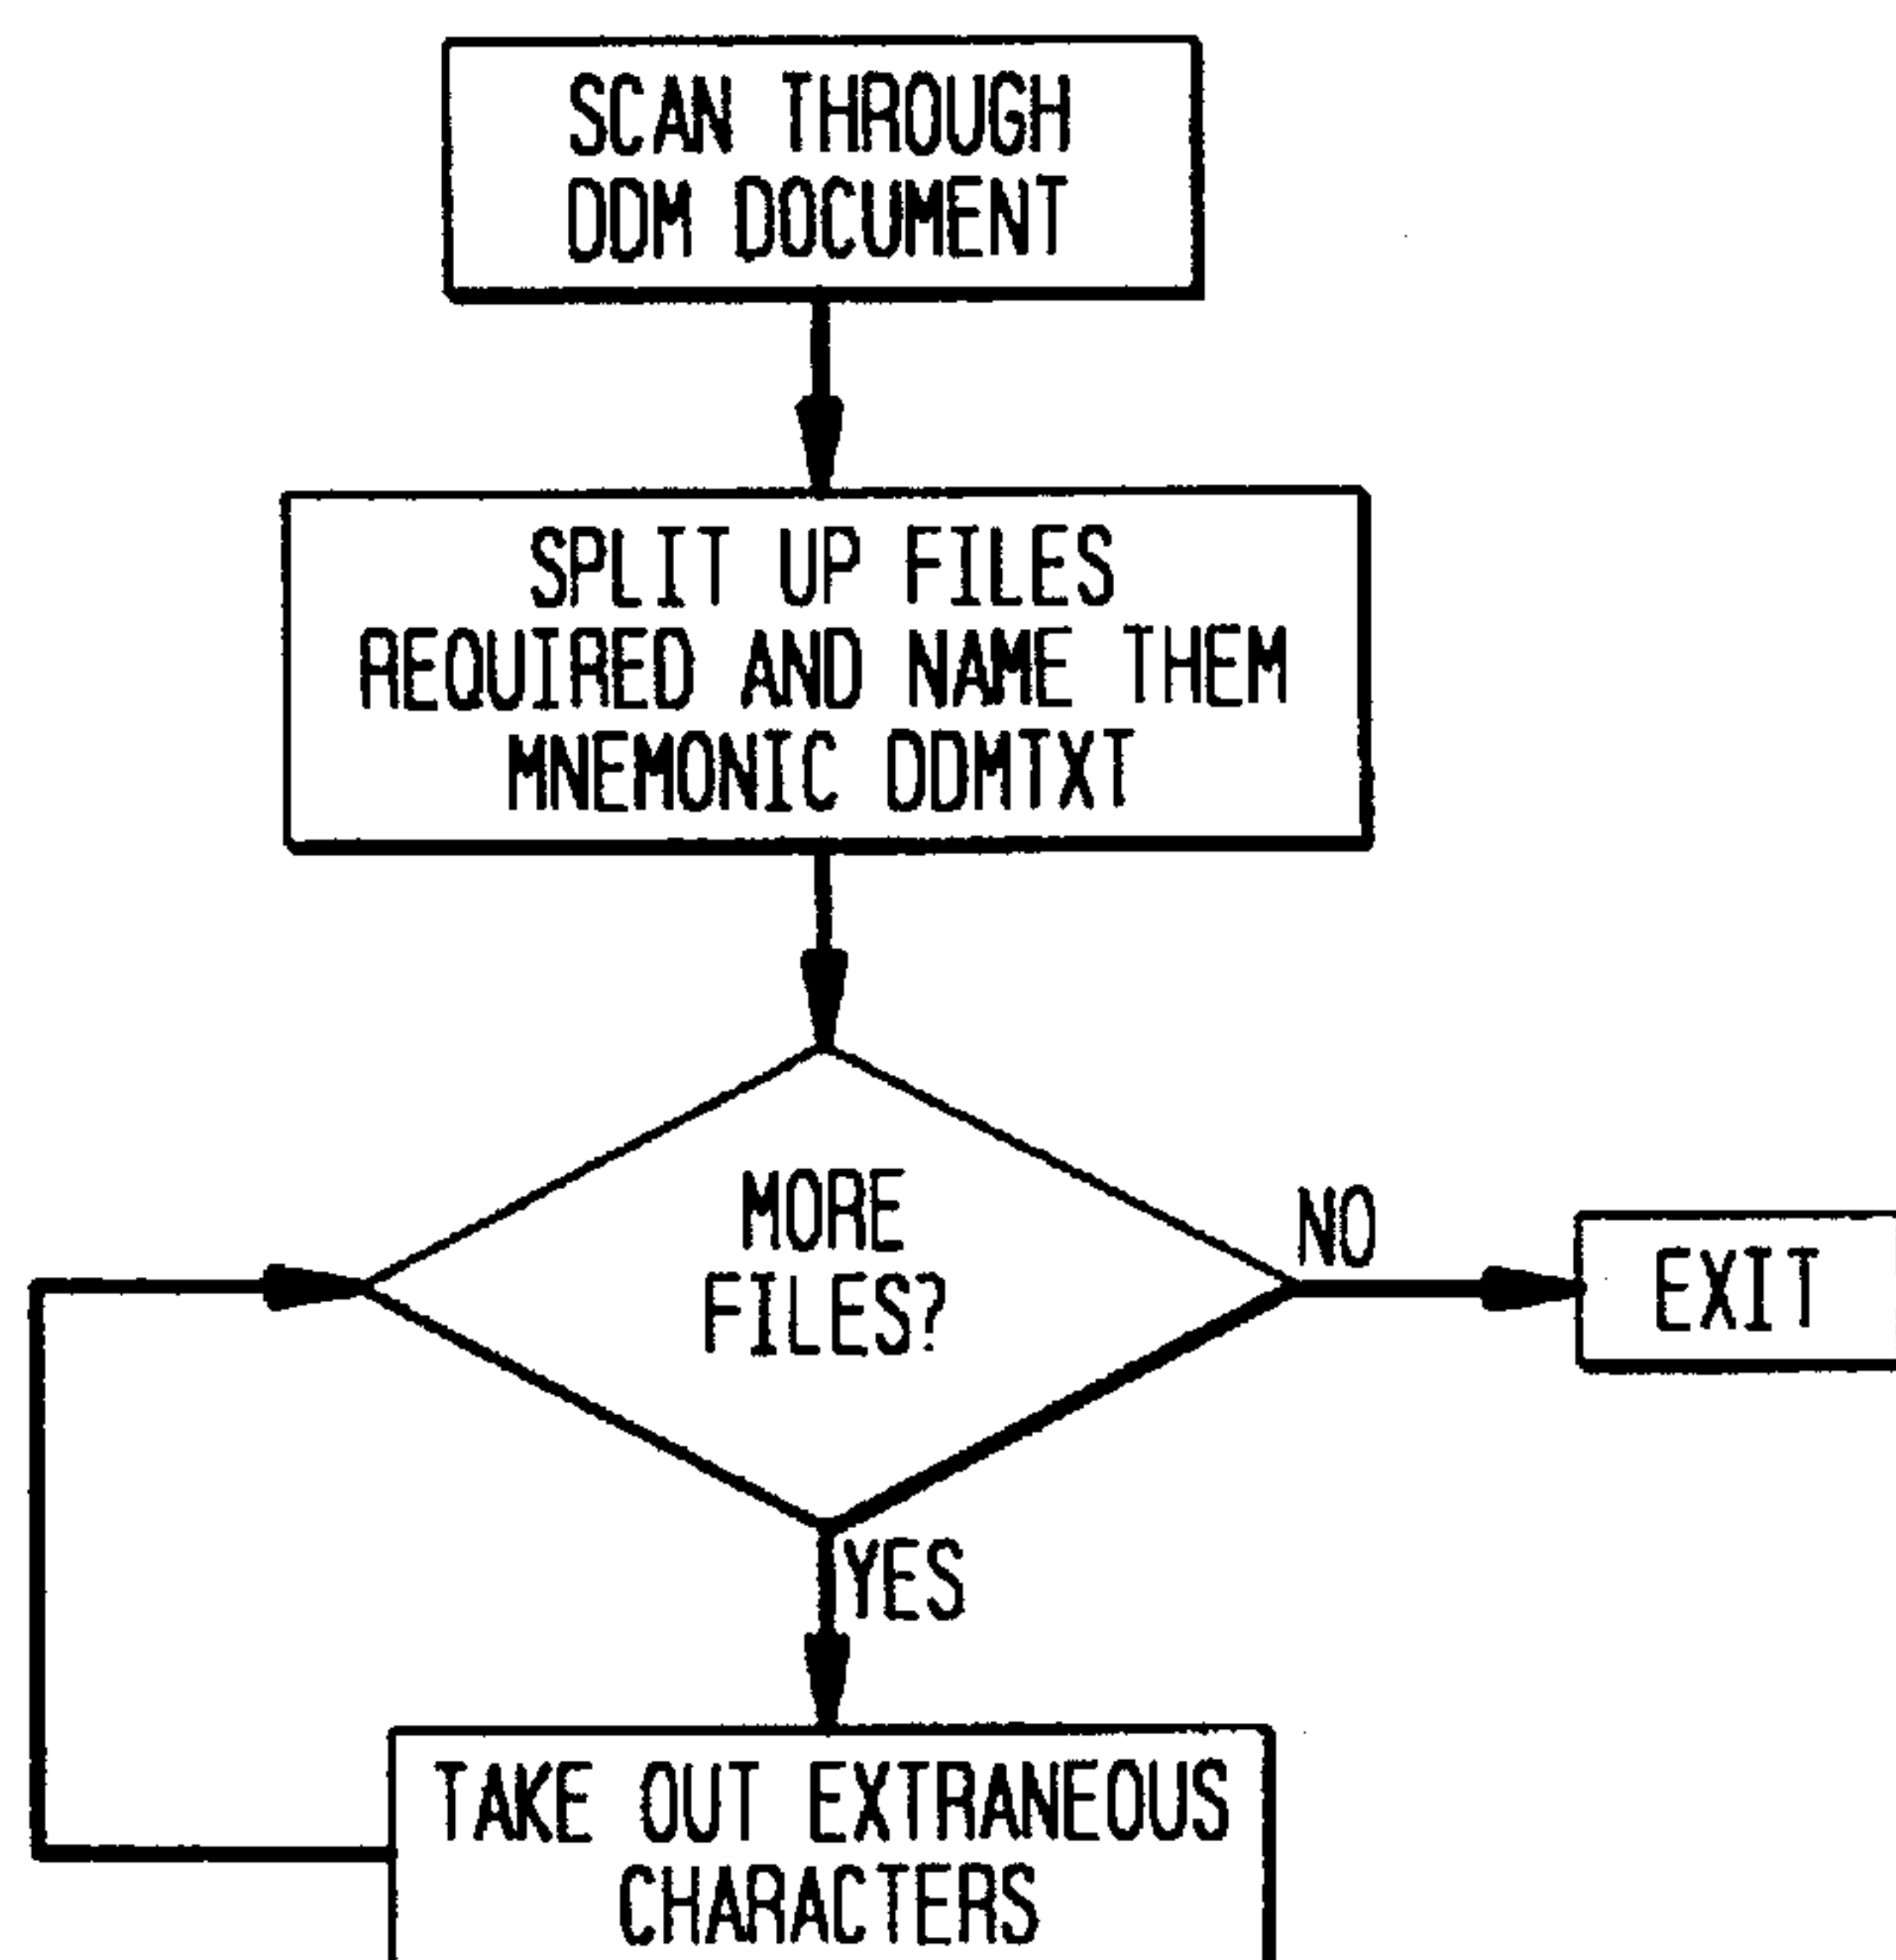 SCAN THROUGH
DDM DOCUMENT
SPLIT UP FILES
REQUIRED AND NAME THEM
MNEMONIC DDMTXT
MORE
FILES?
NO
EXIT
YES
TAKE OUT EXTRANEOUS
CHARACTERS